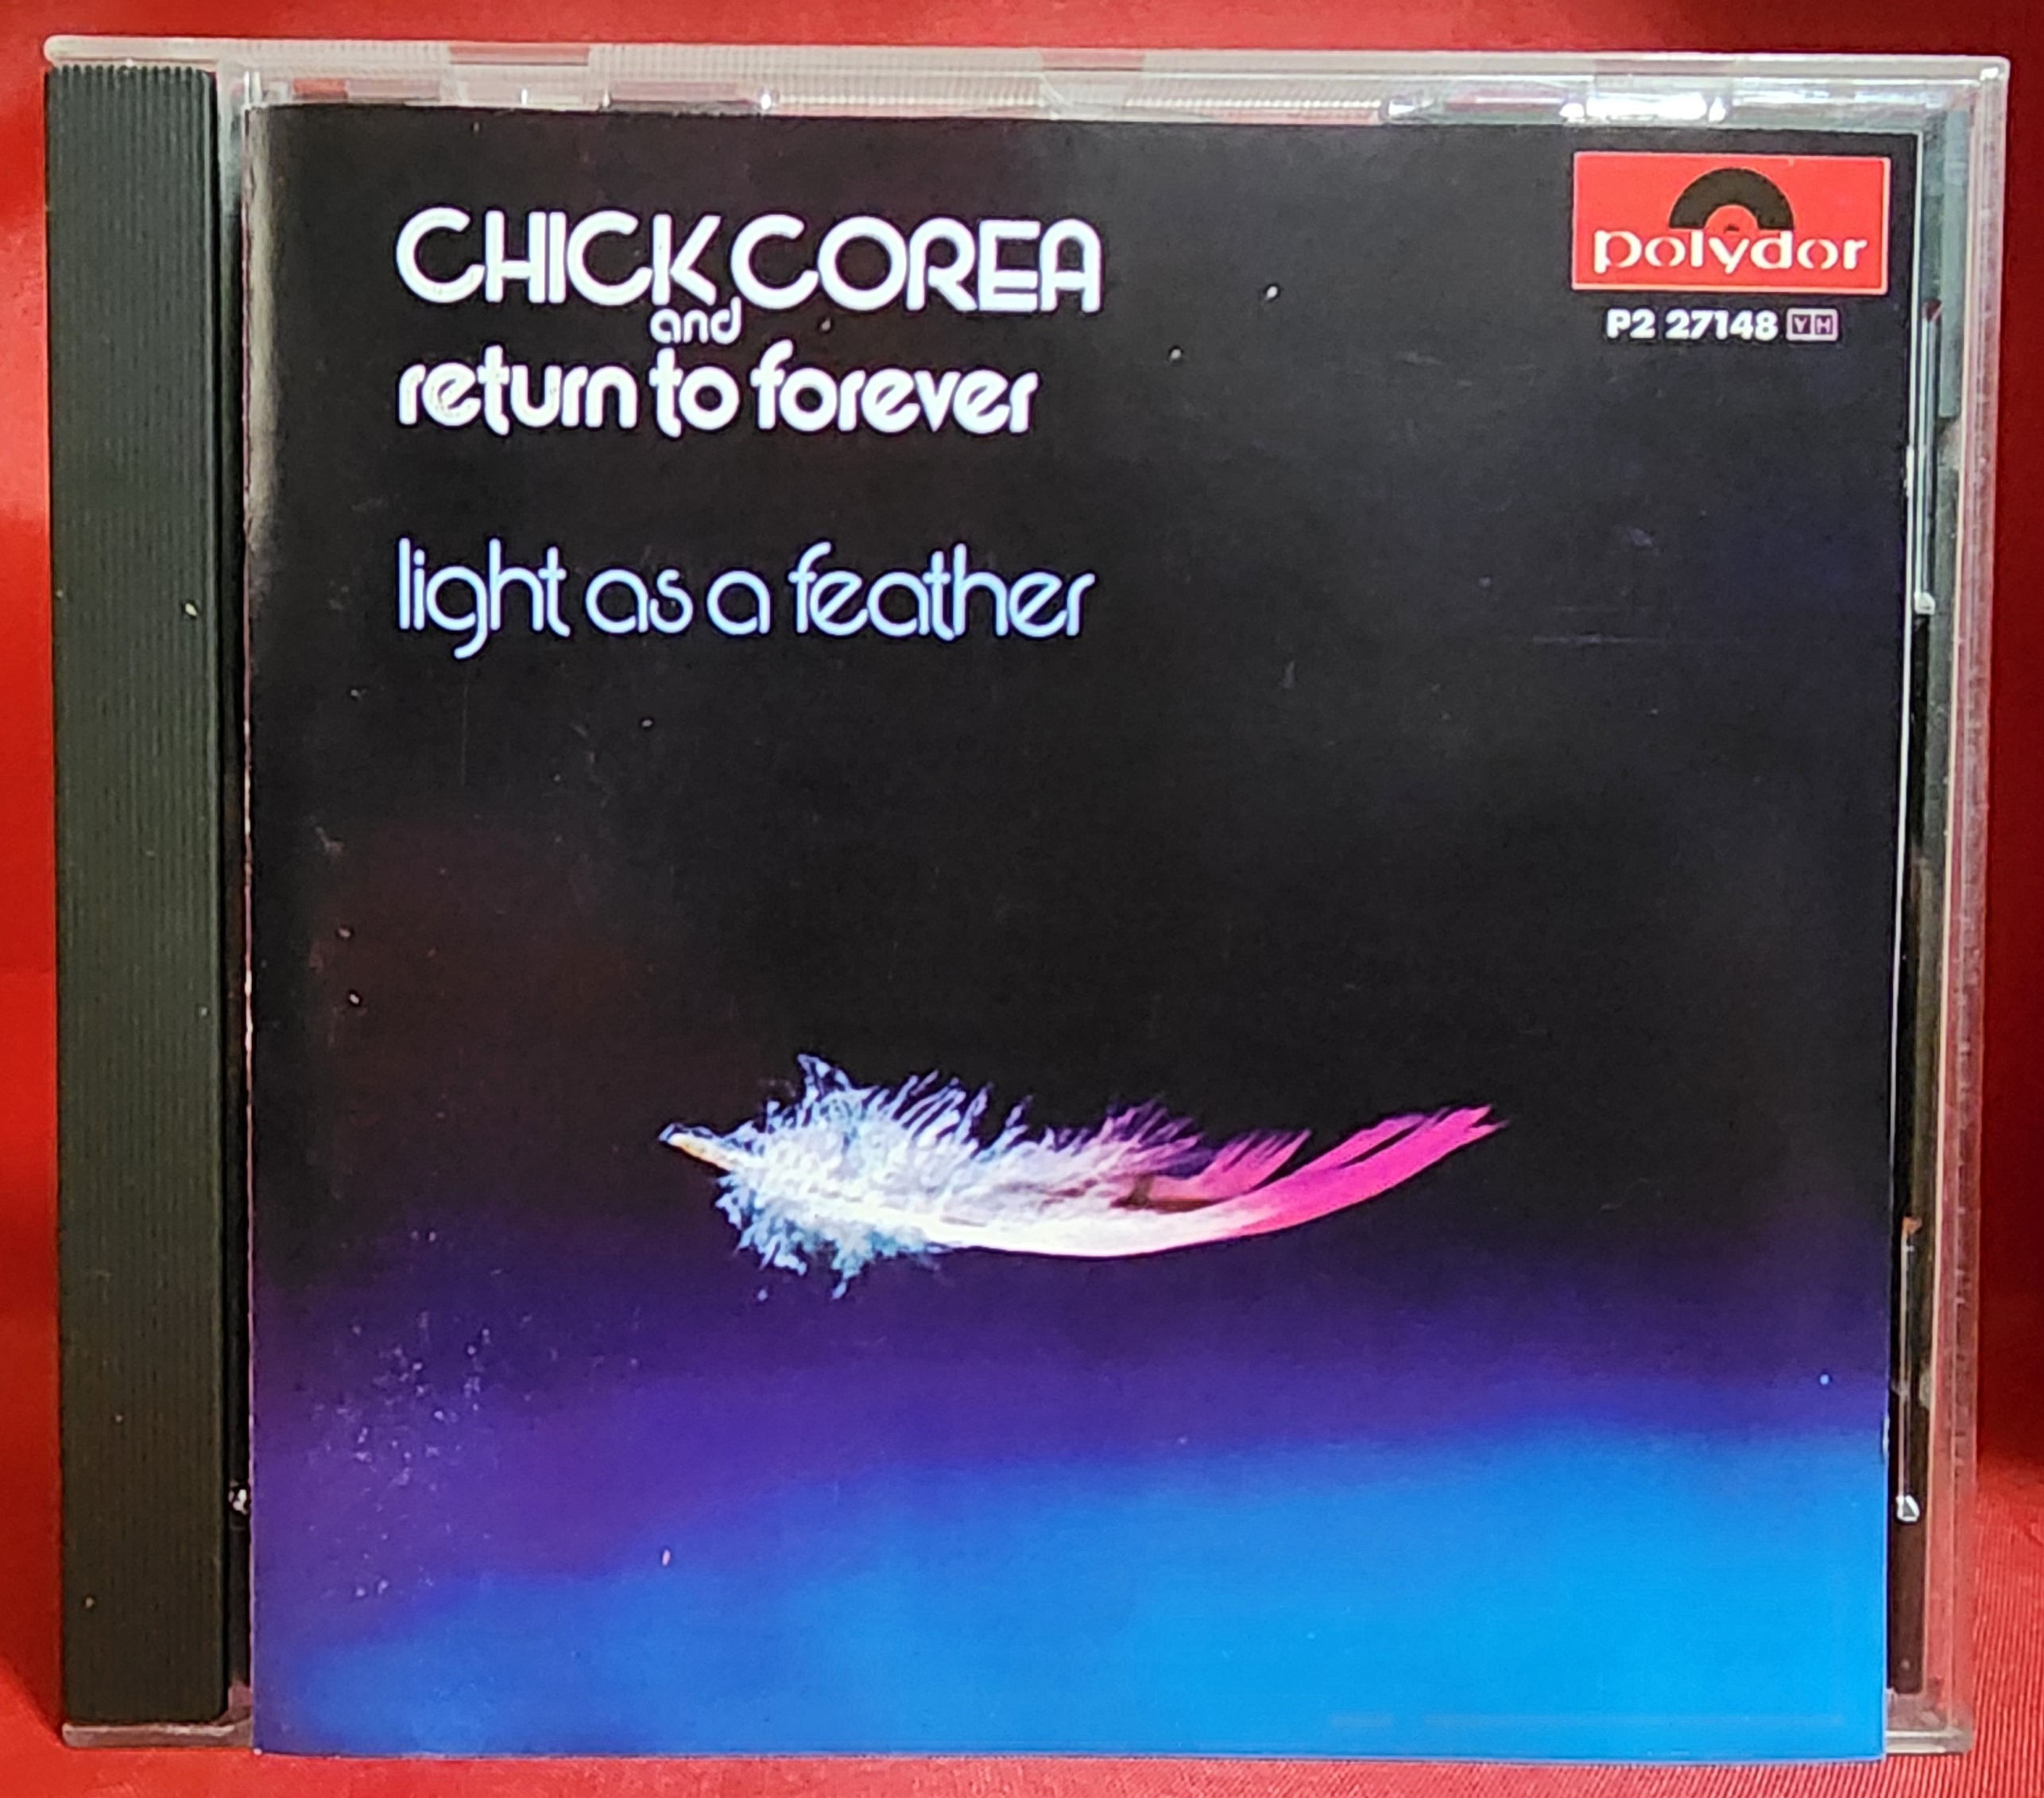 CHICK COREA
and
return to forever
light as a feather
polydor
P2 27148 YH